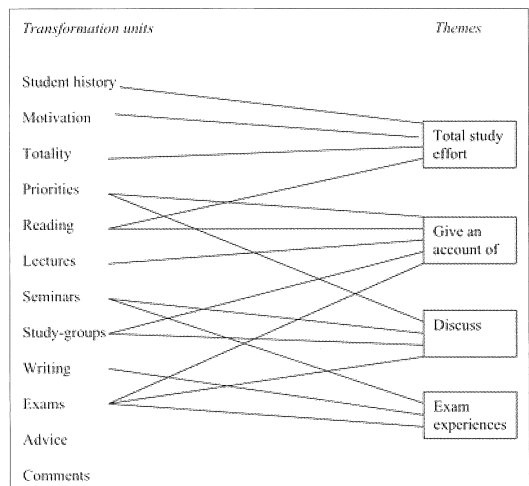 Transformation units
Themes
Student history
Motivation
Totality
Priorities
Reading
Lectures
Seminars
Study-groups
Writing
Exams
Advice
Comments
Total study
effort
Give an
account of
Discuss
Exam
experiences